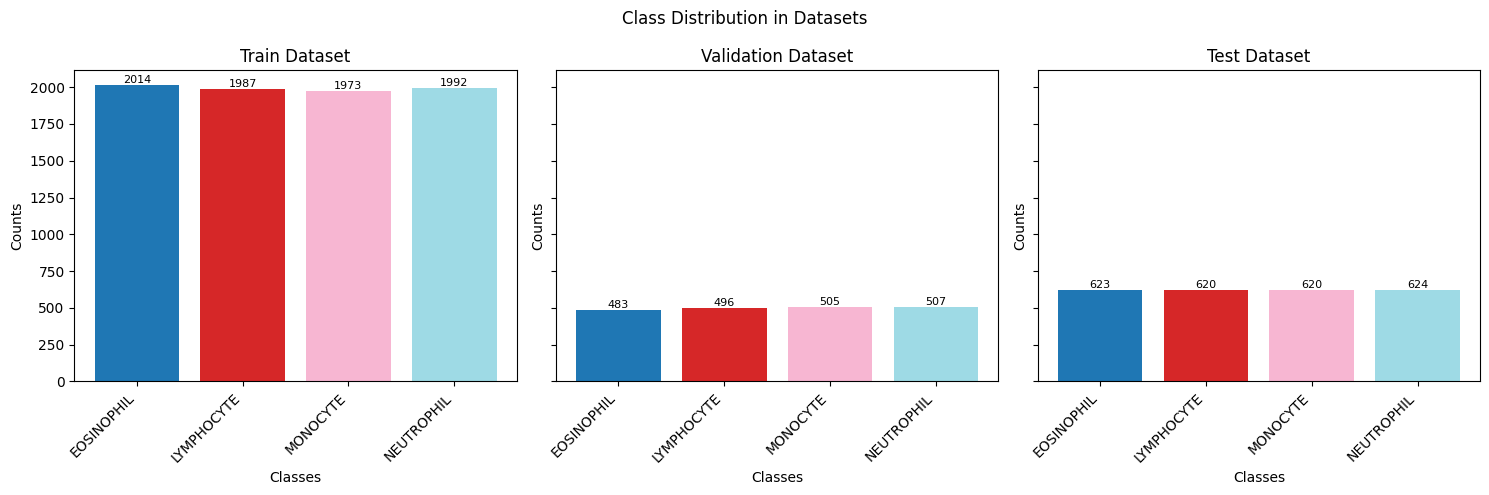 Class Distribution in Datasets
Train Dataset
Counts
2000
1750
1500
1250
1000
750
500
250
0
2014
1987
1973
1992
EOSINOPHIL
LYMPHOCYTE
MONOCYTE
NEUTROPHIL
Classes
Validation Dataset
Counts
483
496
505
507
EOSINOPHIL
LYMPHOCYTE
MONOCYTE
NEUTROPHIL
Classes
Test Dataset
Counts
623
620
620
624
EOSINOPHIL
LYMPHOCYTE
MONOCYTE
NEUTROPHIL
Classes